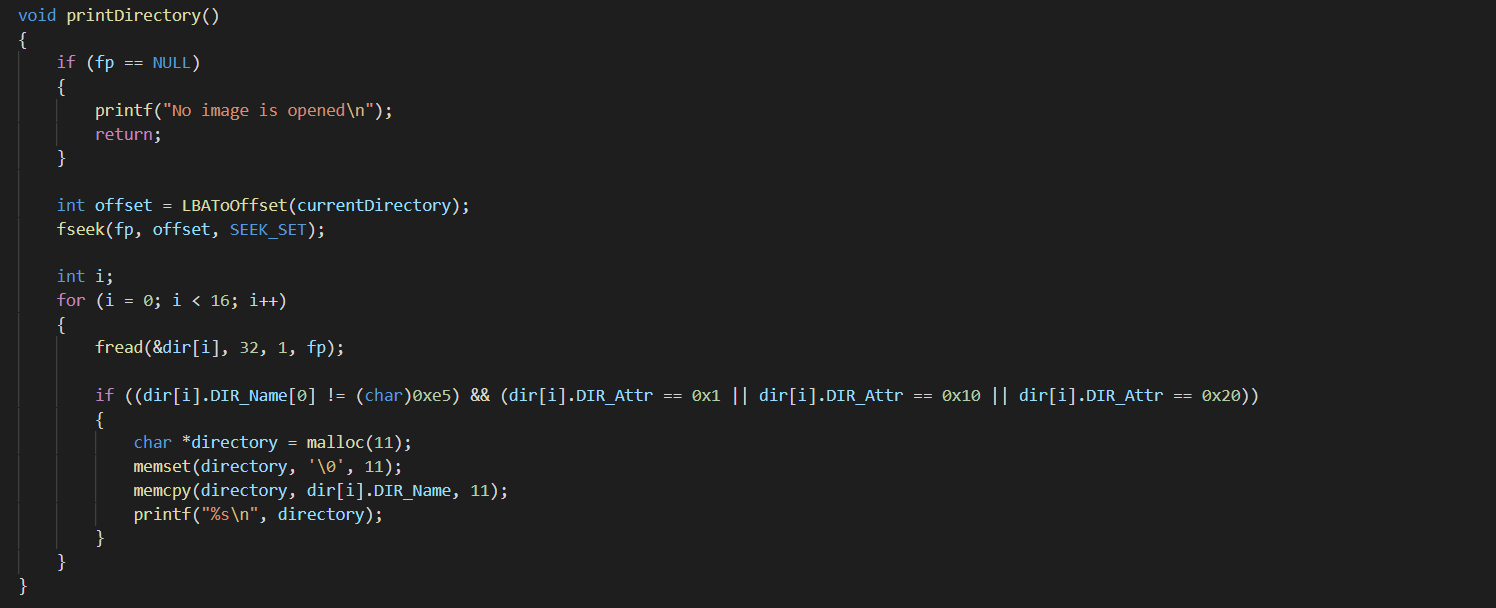 void printDirectory()
{
    if (fp == NULL)
    {
        printf("No image is opened\n");
        return;
    }

    int offset = LBAToOffset(currentDirectory);
    fseek(fp, offset, SEEK_SET);

    int i;
    for (i = 0; i < 16; i++)
    {
        fread(&dir[i], 32, 1, fp);

        if ((dir[i].DIR_Name[0] != (char)0xe5) && (dir[i].DIR_Attr == 0x1 || dir[i].DIR_Attr == 0x10 || dir[i].DIR_Attr == 0x20))
        {
            char *directory = malloc(11);
            memset(directory, '\0', 11);
            memcpy(directory, dir[i].DIR_Name, 11);
            printf("%s\n", directory);
        }
    }
}